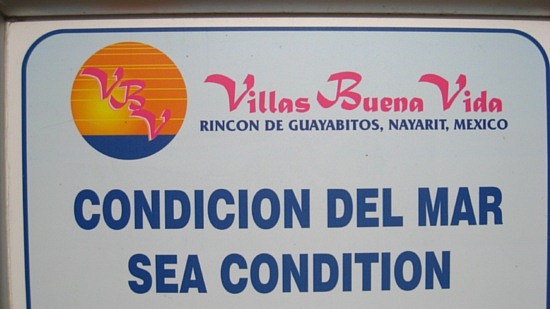 VBV
Villas Buena Vida
RINCON DE GUAYABITOS, NAYARIT, MEXICO
CONDICION DEL MAR
SEA CONDITION